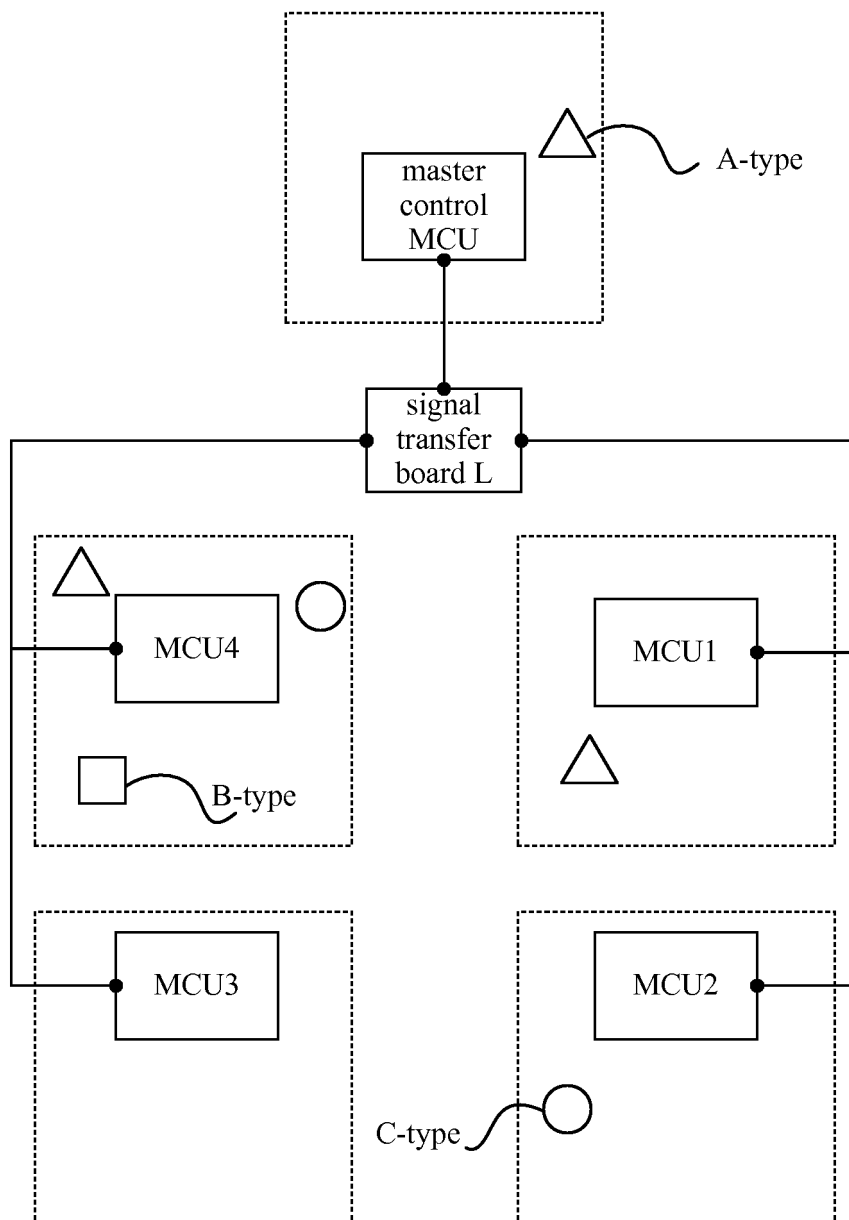 master
control
MCU
A-type
signal
transfer
board L
MCU4
MCU1
B-type
MCU3
MCU2
C-type